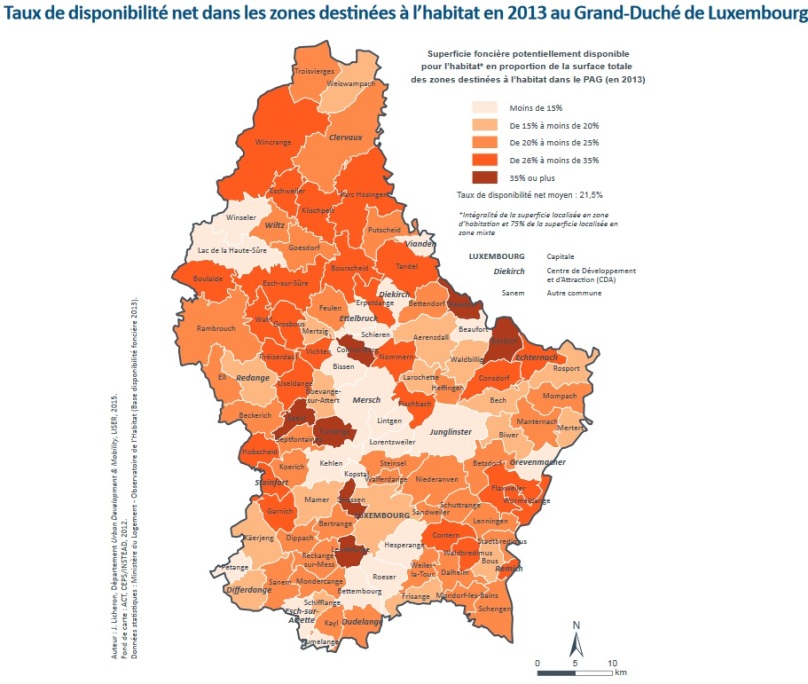 Taux de disponibilité net dans les zones destinées à l'habitat en 2013 au Grand-Duché de Luxembourg
Superficie foncière potentiellement disponible
pour l'habitat* en proportion de la surface totale
des zones destinées à l'habitat dans le PAG (en 2013)
Moins de 15%
De 15% à moins de 20%
De 20% à moins de 25%
De 26% à moins de 35%
35% ou plus
Taux de disponibilité net moyen : 21,5%
*Intégralité de la superficie localisée en zone
d'habitation et 75% de la superficie localisée en
zone mixte
LUXEMBOURG Capitale
Diekirch Centre de Développement
et d'Attraction (CDA)
Sanem Autre commune
Troisvierges
Weiswampach
Clervaux
Wincrange
Eschweiler
Parc Hosingen
Kiischpelt
Winseler
Wiltz
Putscheid
Vianden
Lac de la Haute-Sûre
Goesdorf
Bourscheid
Tandel
Boulaide
Esch-sur-Sûre
Diekirch
Erpeldange
Bettendorf
Feulen
Ettelbruck
Rambrouch
Wahl
Grosbous
Mertzig
Schieren
Aerenzdall
Beaufort
Echternach
Préiserdaul
Vichten
Bissen
Nommern
Waldbillig
Rosport
Ell
Redange
Useldange
Larochette
Heffingen
Consdorf
Boevange-
sur-Attert
Mersch
Fischbach
Bech
Mompach
Beckerich
Lintgen
Junglinster
Manternach
Mertert
Septfontaines
Lorentzweiler
Biwer
Hobscheid
Koerich
Kehlen
Kopstal
Steinsel
Walferdange
Niederanven
Betzdorf
Grevenmacher
Steinfort
Mamer
Strassen
Flaxweiler
Wormeldange
Garnich
LUXEMBOURG
Sandweiler
Schuttrange
Lenningen
Bertrange
Käerjeng
Dippach
Leudelange
Hesperange
Contern
Stadtbredimus
Waldbredimus
Bous
Reckange-
sur-Mess
Weiler-
la-Tour
Dalheim
Remich
Pétange
Roeser
Differdange
Sanem
Mondercange
Bettembourg
Frisange
Mondorf-les-Bains
Schifflange
Schengen
Esch-sur-
Alzette
Kayl
Dudelange
Rumelange
N
0 5 10
km
Auteur : J. Licheron, Département Urban Development & Mobility, LISER, 2015.
Fond de carte : ACT, CEPS/INSTEAD, 2012.
Données statistiques : Ministère du Logement - Observatoire de l'Habitat (Base disponibilité foncière 2013).